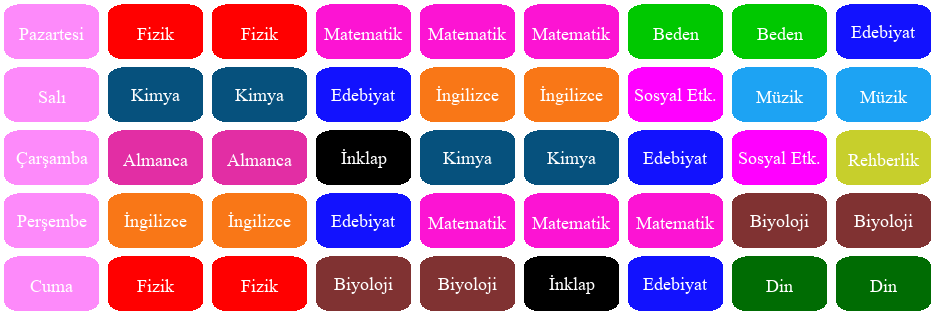 Pazartesi Fizik Fizik Matematik Matematik Matematik Beden Beden Edebiyat
Salı Kimya Kimya Edebiyat İngilizce İngilizce Sosyal Etk. Müzik Müzik
Çarşamba Almanca Almanca İnklap Kimya Kimya Edebiyat Sosyal Etk. Rehberlik
Perşembe İngilizce İngilizce Edebiyat Matematik Matematik Matematik Biyoloji Biyoloji
Cuma Fizik Fizik Biyoloji Biyoloji İnklap Edebiyat Din Din